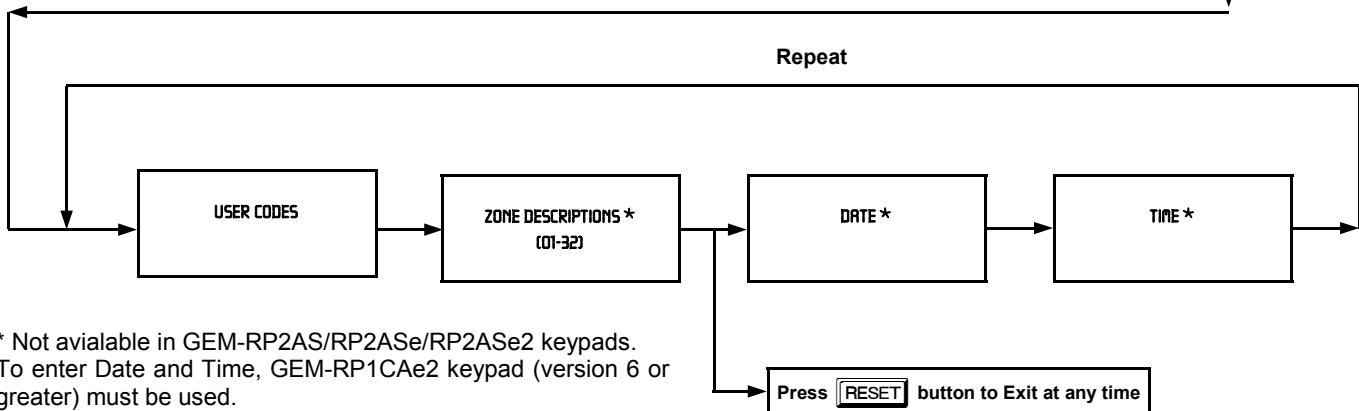 Repeat
USER CODES
ZONE DESCRIPTIONS *
(01-32)
DATE *
TIME *
* Not avialable in GEM-RP2AS/RP2ASe/RP2ASe2 keypads.
To enter Date and Time, GEM-RP1CAe2 keypad (version 6 or
greater) must be used.
Press RESET button to Exit at any time